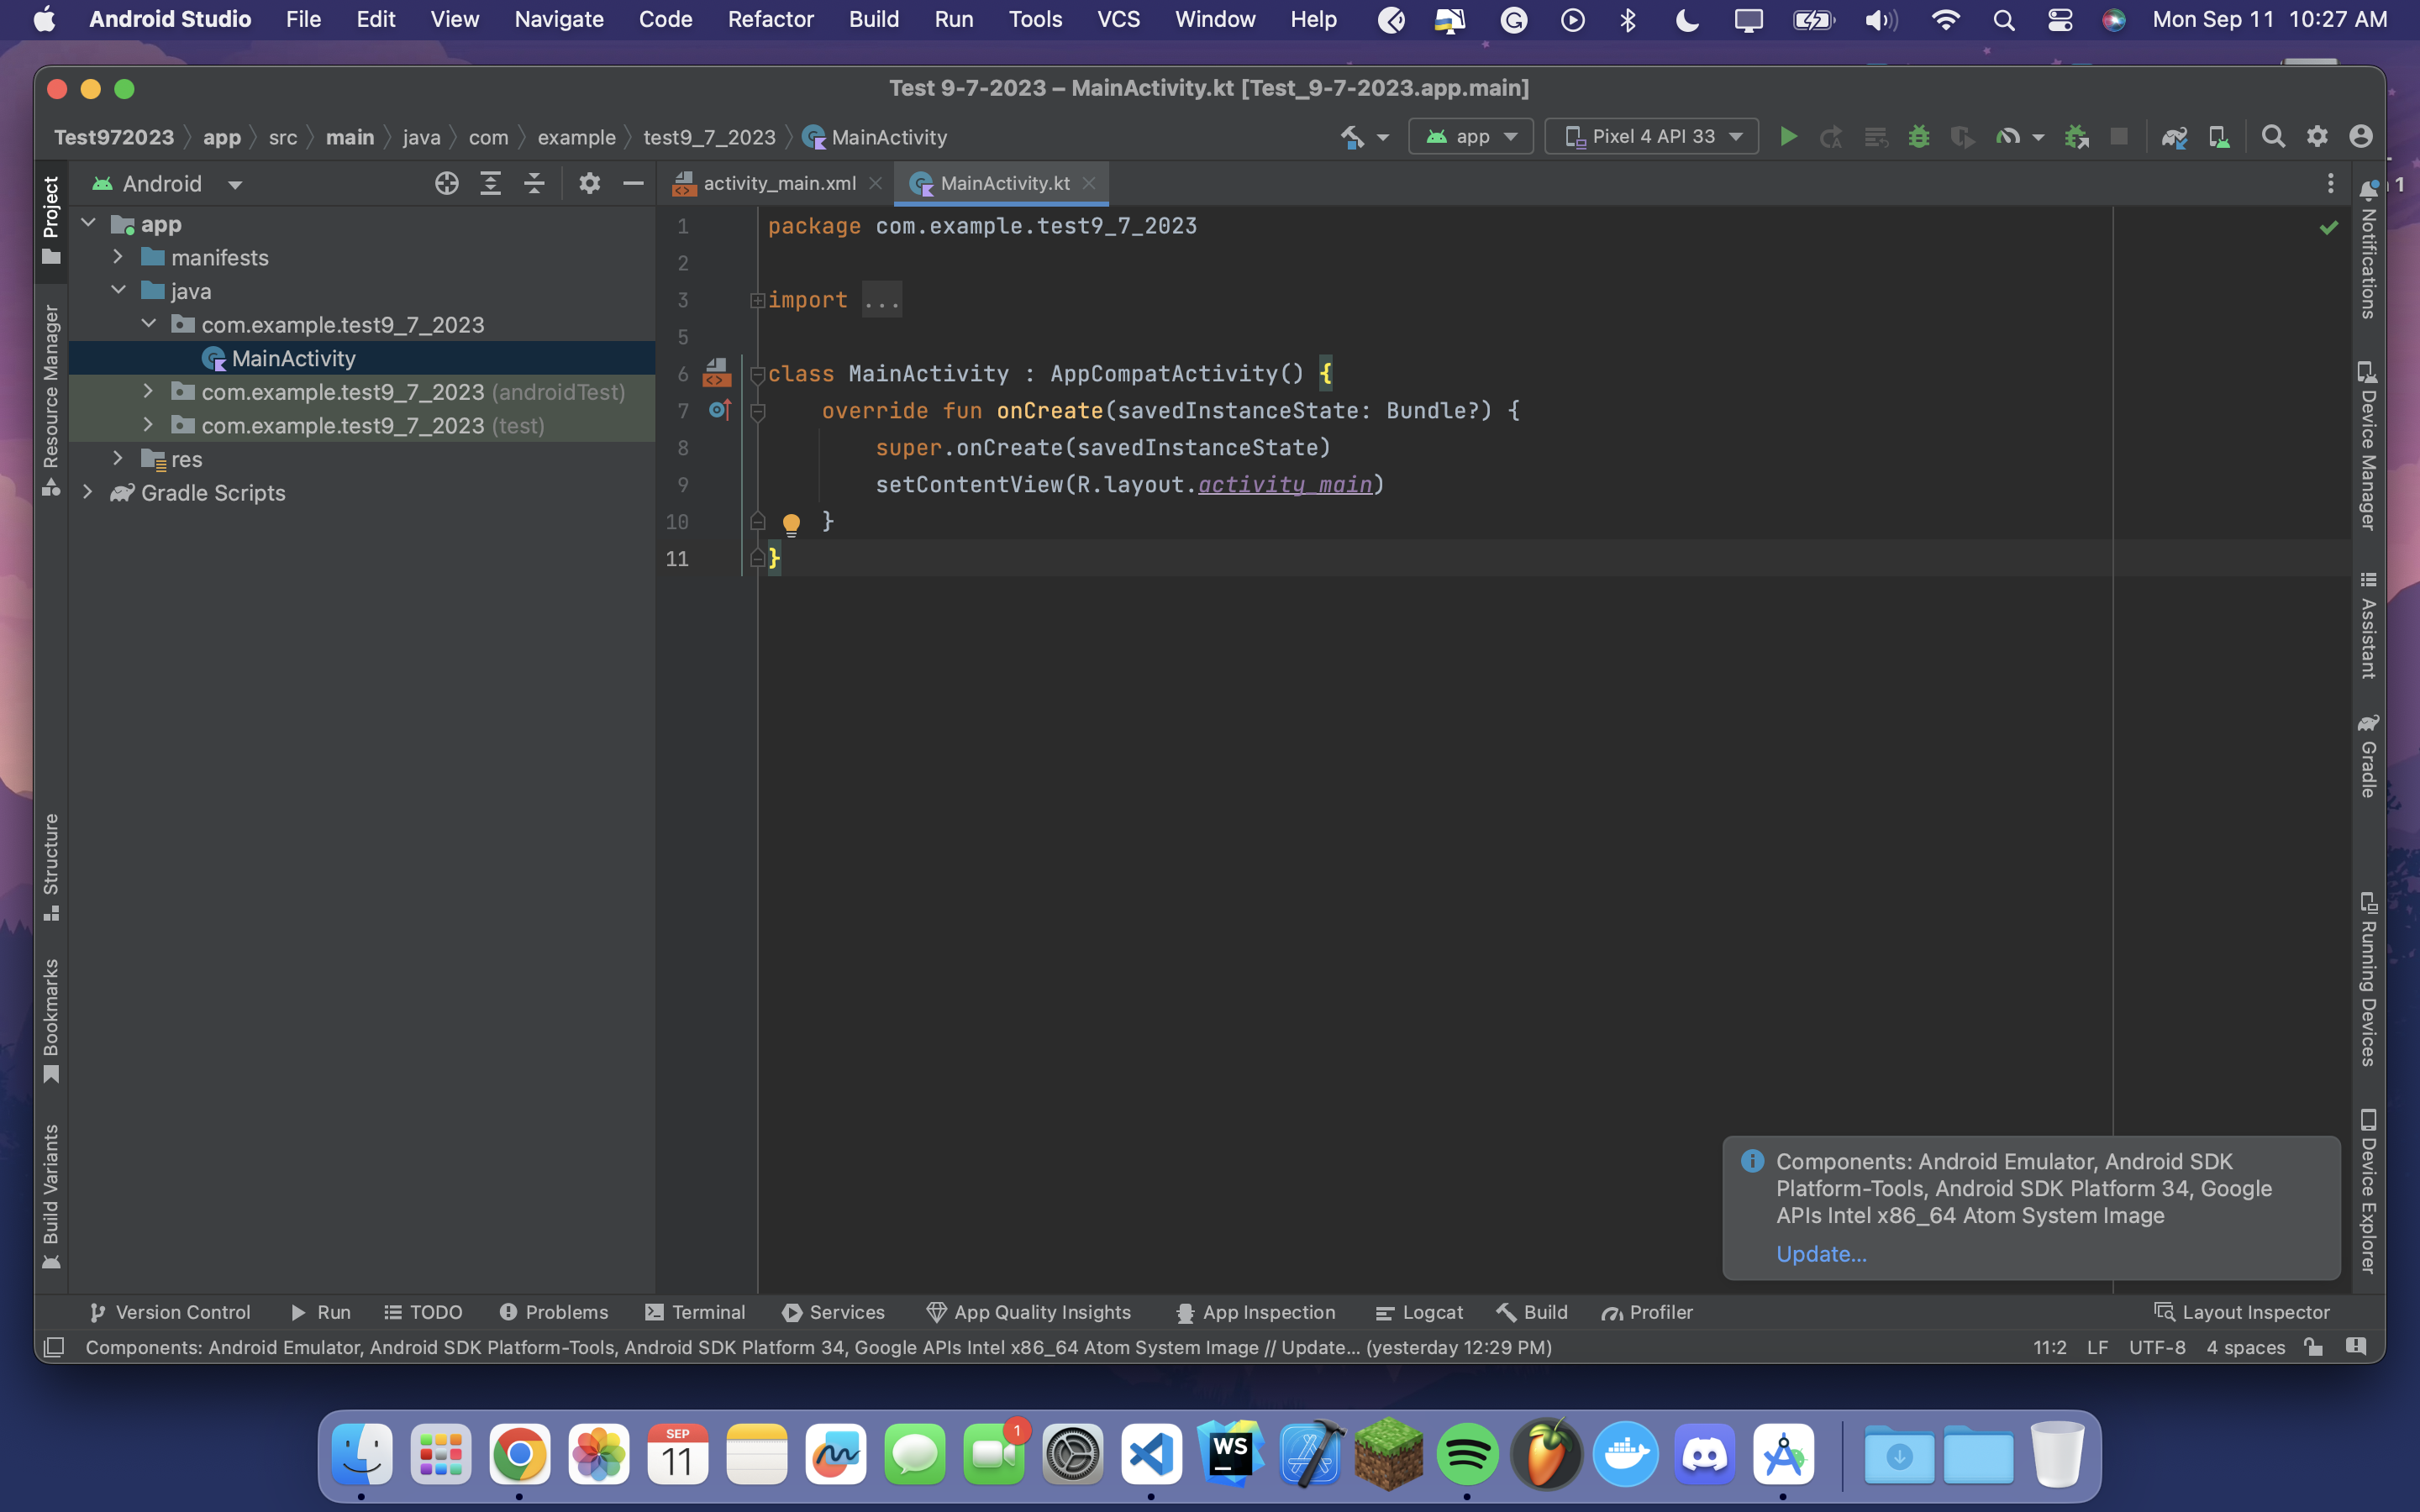 Android Studio File Edit View Navigate Code Refactor Build Run Tools VCS Window Help Mon Sep 11 10:27 AM
Test 9-7-2023 – MainActivity.kt [Test_9-7-2023.app.main]
Test972023 app src main java com example test9_7_2023 MainActivity app Pixel 4 API 33
Project
Resource Manager
Structure
Bookmarks
Build Variants
Android
app
manifests
java
com.example.test9_7_2023
MainActivity
com.example.test9_7_2023 (androidTest)
com.example.test9_7_2023 (test)
res
Gradle Scripts
activity_main.xml MainActivity.kt
1 package com.example.test9_7_2023
2
3 import ...
5
6 class MainActivity : AppCompatActivity() {
7 override fun onCreate(savedInstanceState: Bundle?) {
8 super.onCreate(savedInstanceState)
9 setContentView(R.layout.activity_main)
10 }
11 }
1
Notifications
Device Manager
Assistant
Gradle
Running Devices
Device Explorer
Components: Android Emulator, Android SDK
Platform-Tools, Android SDK Platform 34, Google
APIs Intel x86_64 Atom System Image
Update...
Version Control Run TODO Problems Terminal Services App Quality Insights App Inspection Logcat Build Profiler Layout Inspector
Components: Android Emulator, Android SDK Platform-Tools, Android SDK Platform 34, Google APIs Intel x86_64 Atom System Image // Update... (yesterday 12:29 PM) 11:2 LF UTF-8 4 spaces
SEP
11
1
WS